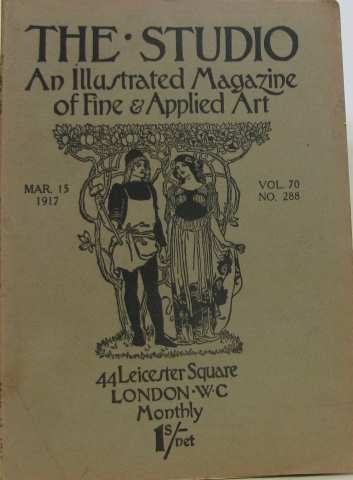 THE · STUDIO
An Illustrated Magazine
of Fine & Applied Art
MAR. 15
1917
VOL. 70
NO. 288
44 Leicester Square
LONDON · W · C
Monthly
1s/- net